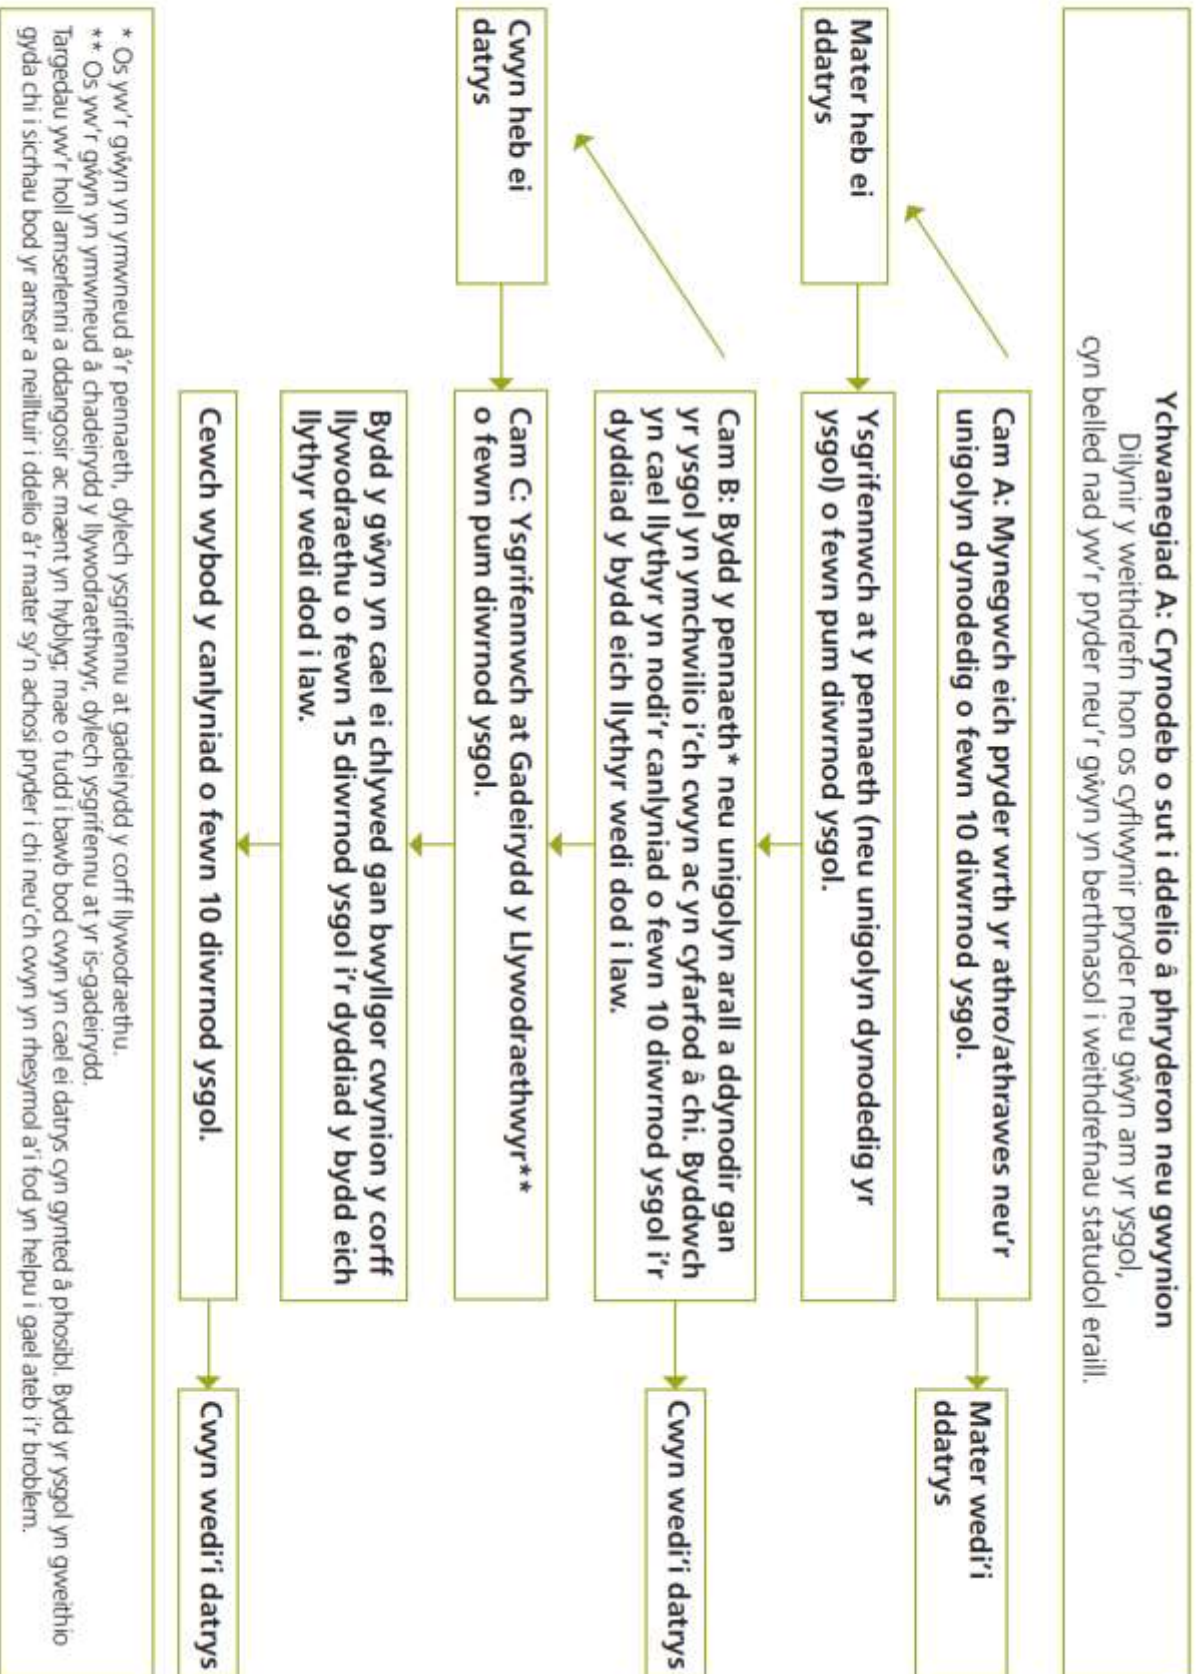 Ychwanegiad A: Crynodeb o sut i ddelio â phryderon neu gwynion
Dilynir y weithdrefn hon os cyflwynir pryder neu gŵyn am yr ysgol,
cyn belled nad yw'r pryder neu'r gŵyn yn berthnasol i weithdrefnau statudol eraill.
Cam A: Mynegwch eich pryder wrth yr athro/athrawes neu'r
unigolyn dynodedig o fewn 10 diwrnod ysgol.
Mater wedi'i
ddatrys
Mater heb ei
ddatrys
Ysgrifennwch at y pennaeth (neu unigolyn dynodedig yr
ysgol) o fewn pum diwrnod ysgol.
Cam B: Bydd y pennaeth* neu unigolyn arall a ddynodir gan
yr ysgol yn ymchwilio i'ch cwyn ac yn cyfarfod â chi. Byddwch
yn cael llythyr yn nodi'r canlyniad o fewn 10 diwrnod ysgol i'r
dyddiad y bydd eich llythyr wedi dod i law.
Cwyn wedi'i datrys
Cwyn heb ei
datrys
Cam C: Ysgrifennwch at Gadeirydd y Llywodraethwyr**
o fewn pum diwrnod ysgol.
Bydd y gŵyn yn cael ei chlywed gan bwyllgor cwynion y corff
llywodraethu o fewn 15 diwrnod ysgol i'r dyddiad y bydd eich
llythyr wedi dod i law.
Cewch wybod y canlyniad o fewn 10 diwrnod ysgol.
Cwyn wedi'i datrys
* Os yw'r gŵyn yn ymwneud â'r pennaeth, dylech ysgrifennu at gadeirydd y corff llywodraethu.
** Os yw'r gŵyn yn ymwneud â chadeirydd y llywodraethwyr, dylech ysgrifennu at yr is-gadeirydd.
Targedau yw'r holl amserlenni a ddangosir ac maent yn hyblyg; mae o fudd i bawb bod cwyn yn cael ei datrys cyn gynted â phosibl. Bydd yr ysgol yn gweithio
gyda chi i sicrhau bod yr amser a neilltuir i ddelio â'r mater sy'n achosi pryder i chi neu'ch cwyn yn rhesymol a'i fod yn helpu i gael ateb i'r broblem.